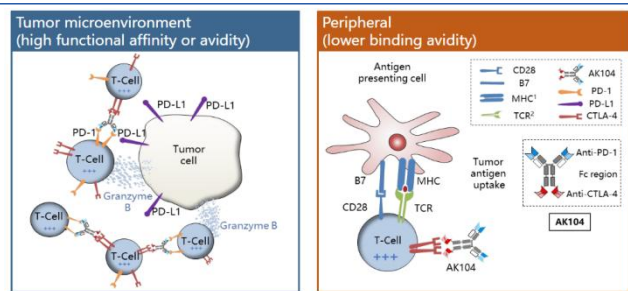 Tumor microenvironment
(high functional affinity or avidity)
T-Cell
+++
PD-L1
PD-L1
PD-1
PD-L1
T-Cell
+++
Tumor
cell
Granzyme
B
PD-L1
T-Cell
+++
T-Cell
+++
T-Cell
+++
Granzyme B
Peripheral
(lower binding avidity)
Antigen
presenting cell
CD28
B7
MHC¹
TCR²
AK104
PD-1
PD-L1
CTLA-4
B7
MHC
CD28
TCR
Tumor
antigen
uptake
Anti-PD-1
Fc region
Anti-CTLA-4
AK104
T-Cell
+++
AK104